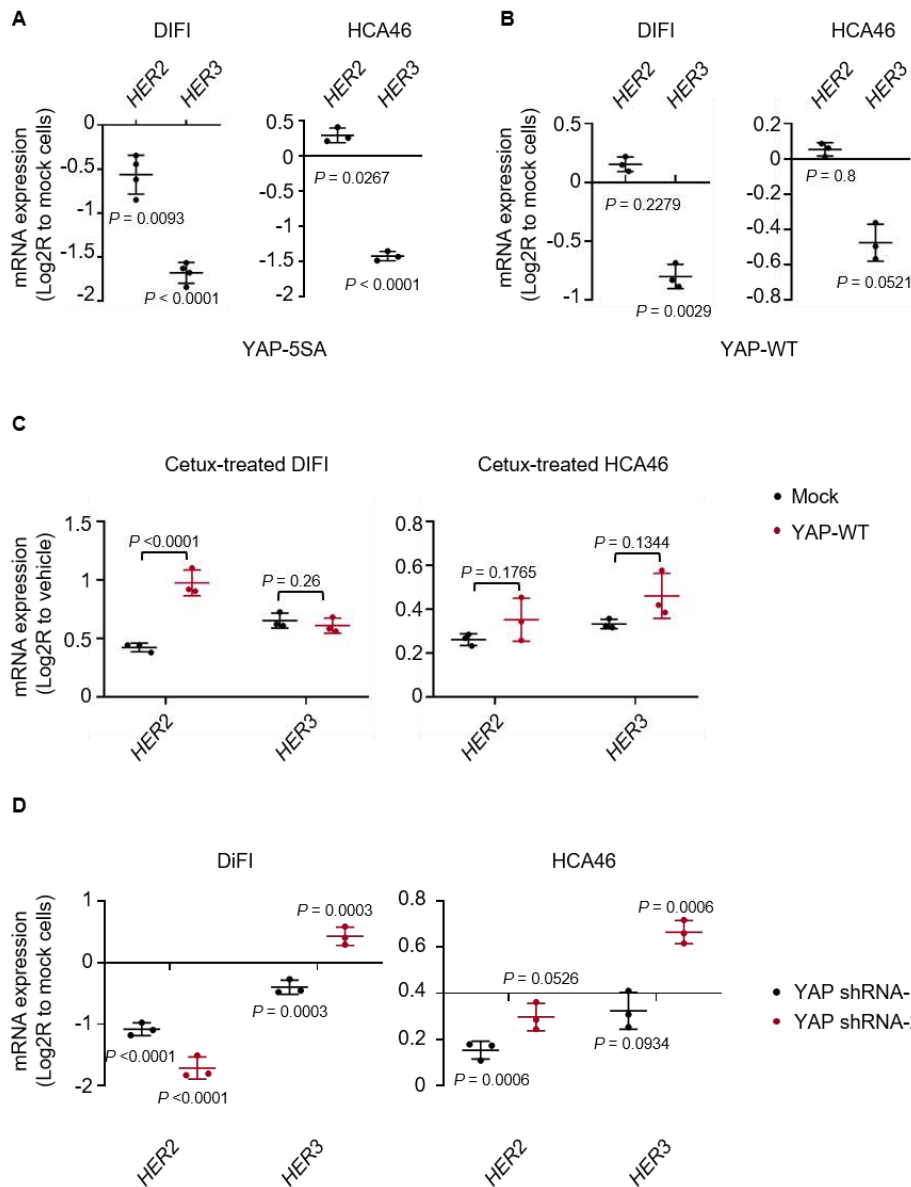 A
DIFI
HCA46
HER2
HER3
HER2
HER3
mRNA expression
(Log2R to mock cells)
0
-0.5
-1
-1.5
-2
P = 0.0093
P < 0.0001
0.5
0
-0.5
-1
-1.5
-2
P = 0.0267
P < 0.0001
YAP-5SA
B
DIFI
HCA46
HER2
HER3
HER2
HER3
mRNA expression
(Log2R to mock cells)
0.5
0
-0.5
-1
P = 0.2279
P = 0.0029
0.2
0
-0.2
-0.4
-0.6
-0.8
P = 0.8
P = 0.0521
YAP-WT
C
Cetux-treated DIFI
Cetux-treated HCA46
mRNA expression
(Log2R to vehicle)
1.5
1
0.5
0
P <0.0001
P = 0.26
HER2
HER3
0.8
0.6
0.4
0.2
0
P = 0.1765
P = 0.1344
HER2
HER3
Mock
YAP-WT
D
DiFI
HCA46
mRNA expression
(Log2R to mock cells)
1
0
-1
-2
P <0.0001
P <0.0001
P = 0.0003
P = 0.0003
HER2
HER3
0.8
0.6
0.4
0.2
0
P = 0.0006
P = 0.0526
P = 0.0934
P = 0.0006
HER2
HER3
YAP shRNA-
YAP shRNA-